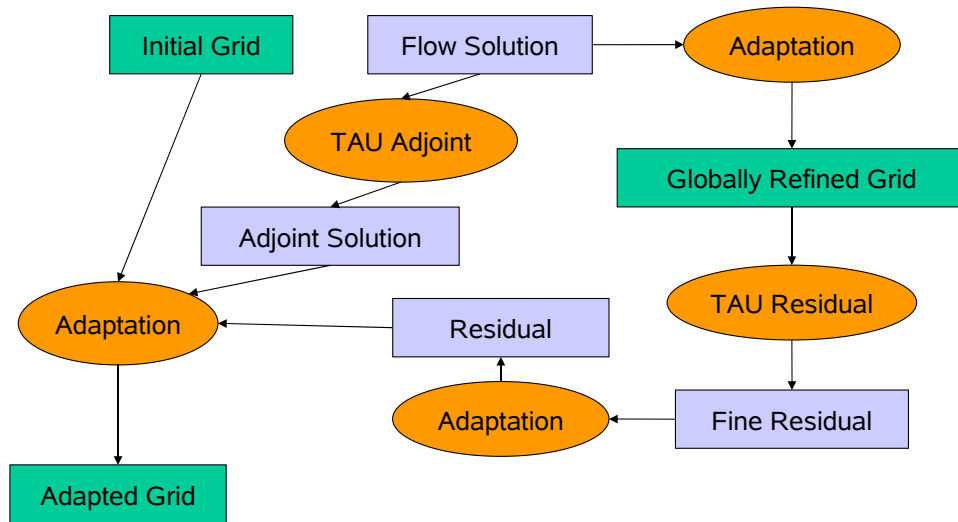 Initial Grid
Flow Solution
Adaptation
TAU Adjoint
Globally Refined Grid
Adjoint Solution
TAU Residual
Adaptation
Residual
Adaptation
Fine Residual
Adapted Grid